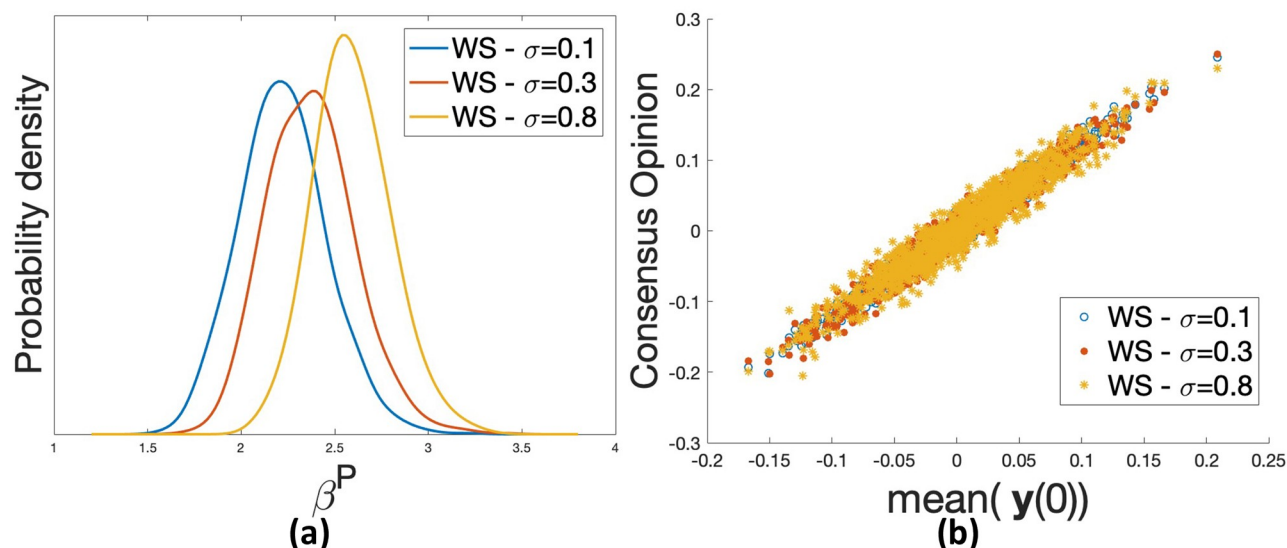 Probability density
WS - σ=0.1
WS - σ=0.3
WS - σ=0.8
1 1.5 2 2.5 3 3.5 4
β^P
(a)
Consensus Opinion
0.3
0.2
0.1
0
-0.1
-0.2
-0.3
WS - σ=0.1
WS - σ=0.3
WS - σ=0.8
-0.2 -0.15 -0.1 -0.05 0 0.05 0.1 0.15 0.2 0.25
mean( y(0))
(b)